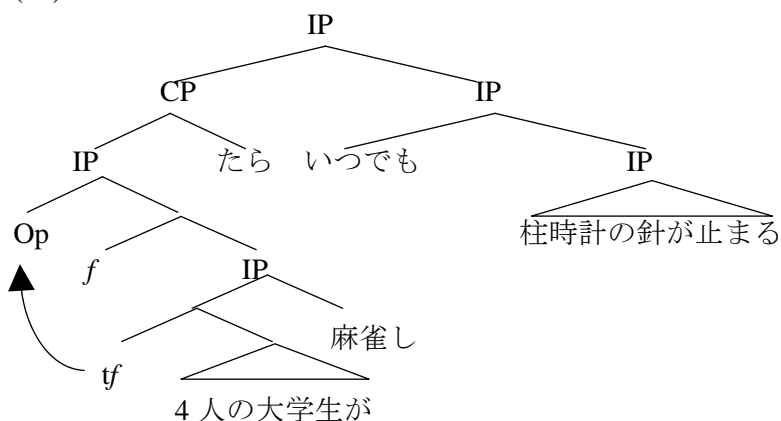 IP
CP IP
IP たら いつでも IP
Op 柱時計の針が止まる
f IP
麻雀し
tf
4 人の大学生が